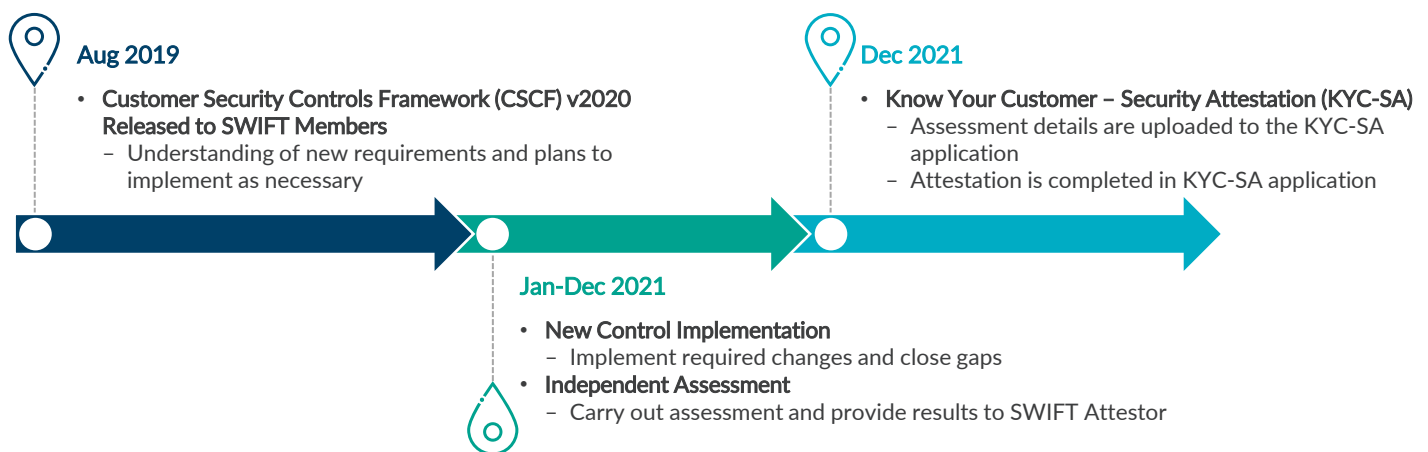 Aug 2019
• Customer Security Controls Framework (CSCF) v2020
Released to SWIFT Members
– Understanding of new requirements and plans to
implement as necessary
Jan-Dec 2021
• New Control Implementation
– Implement required changes and close gaps
• Independent Assessment
– Carry out assessment and provide results to SWIFT Attestor
Dec 2021
• Know Your Customer – Security Attestation (KYC-SA)
– Assessment details are uploaded to the KYC-SA
application
– Attestation is completed in KYC-SA application